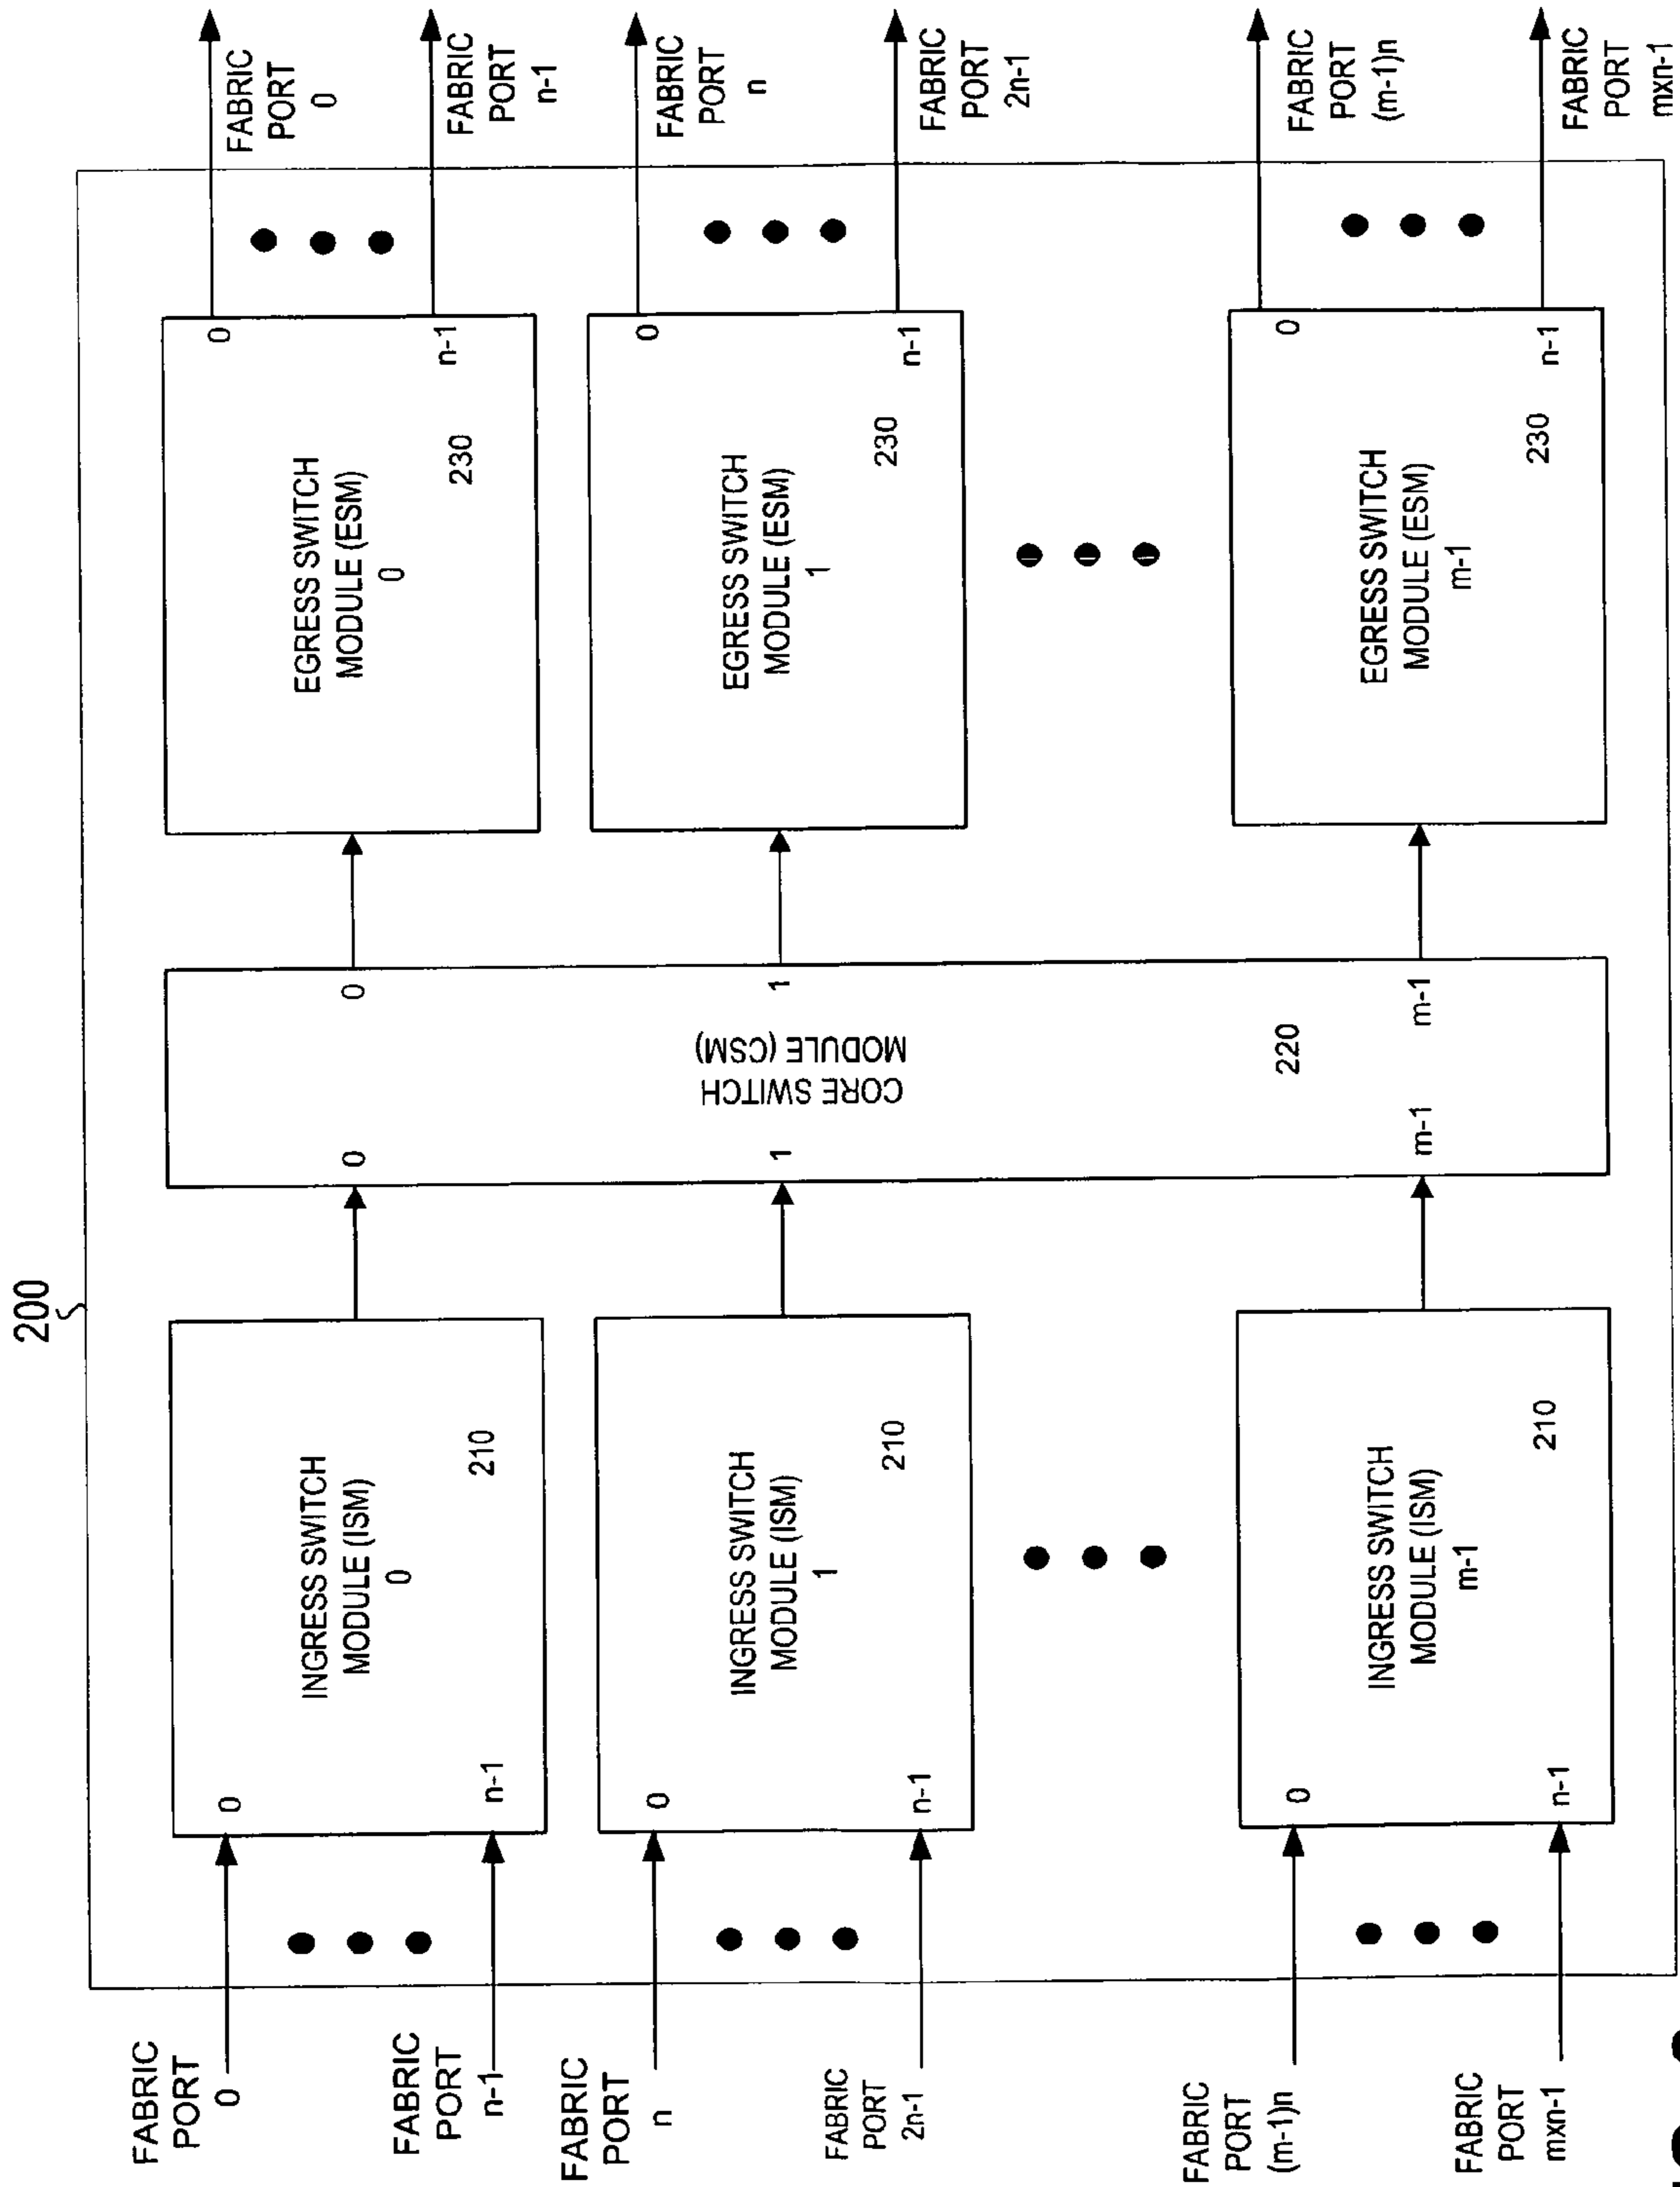 200
FABRIC
PORT
0
FABRIC
PORT
n-1
FABRIC
PORT
n
FABRIC
PORT
2n-1
FABRIC
PORT
(m-1)n
FABRIC
PORT
mxn-1
0
INGRESS SWITCH
MODULE (ISM)
0
210
n-1
0
INGRESS SWITCH
MODULE (ISM)
1
210
n-1
0
INGRESS SWITCH
MODULE (ISM)
m-1
210
n-1
0
0
1
1
CORE SWITCH
MODULE (CSM)
220
m-1
m-1
EGRESS SWITCH
MODULE (ESM)
0
230
0
n-1
EGRESS SWITCH
MODULE (ESM)
1
230
0
n-1
EGRESS SWITCH
MODULE (ESM)
m-1
230
0
n-1
FABRIC
PORT
0
FABRIC
PORT
n-1
FABRIC
PORT
n
FABRIC
PORT
2n-1
FABRIC
PORT
(m-1)n
FABRIC
PORT
mxn-1